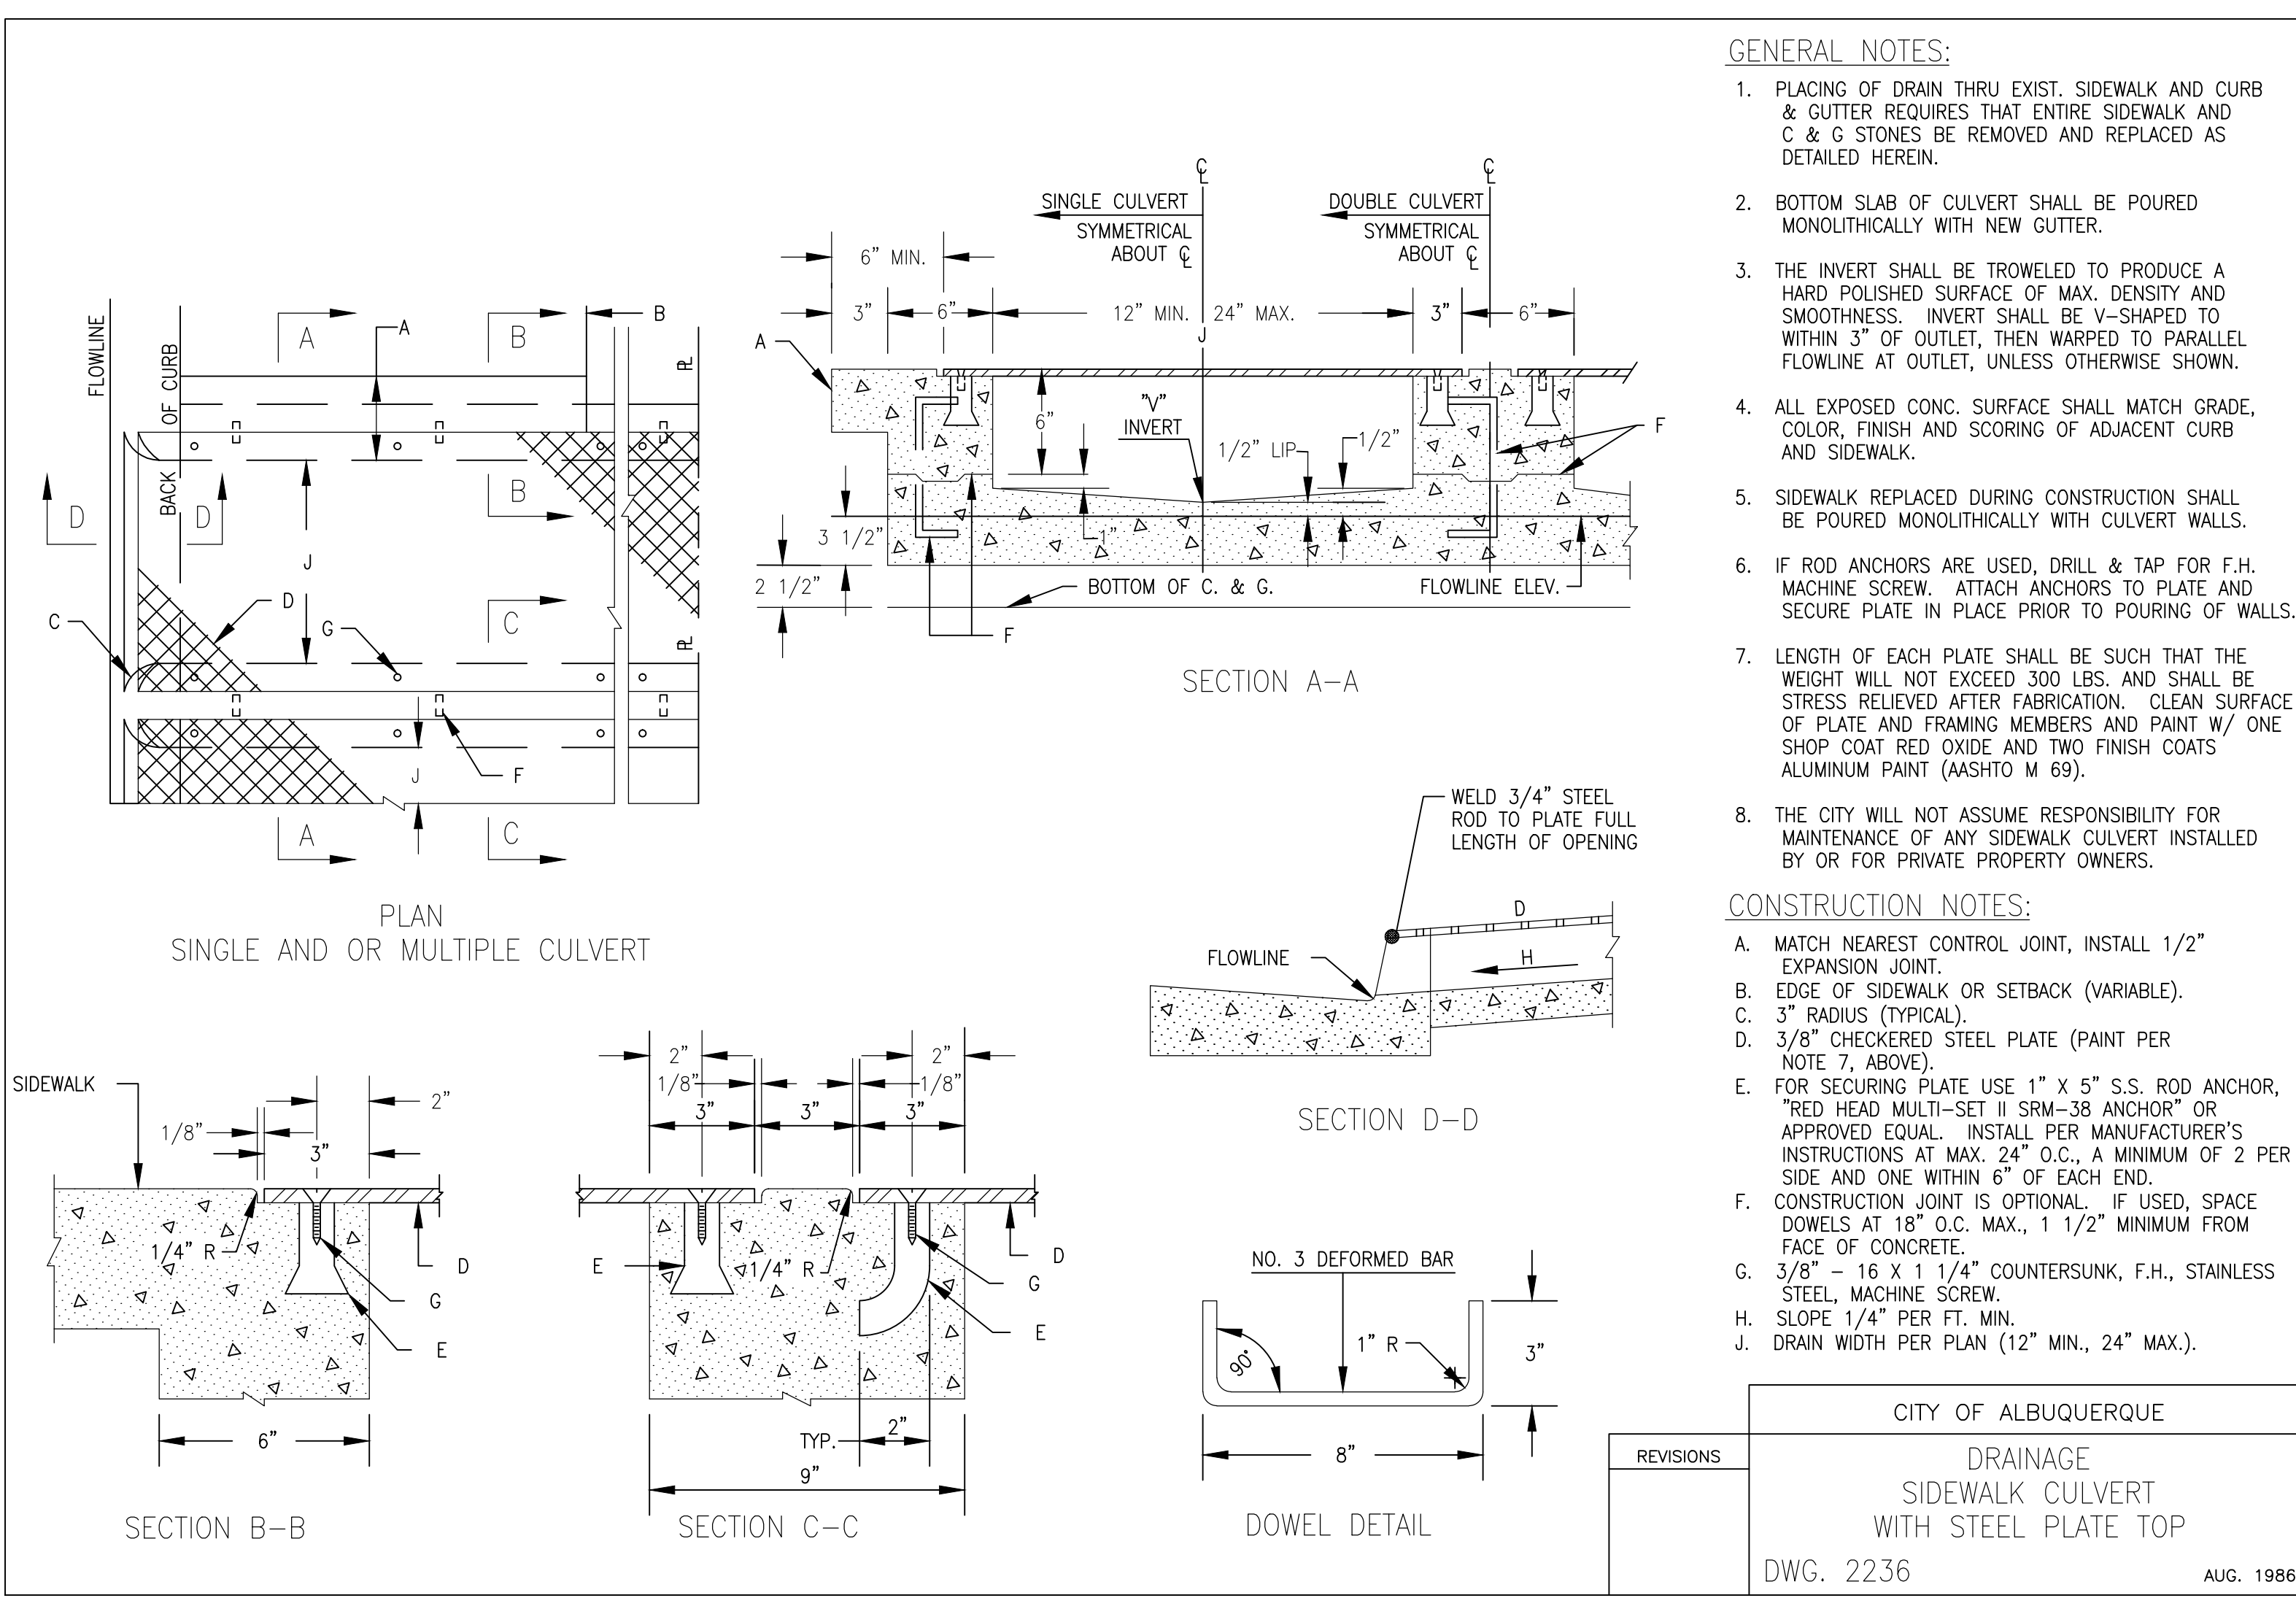 GENERAL NOTES:
1. PLACING OF DRAIN THRU EXIST. SIDEWALK AND CURB
& GUTTER REQUIRES THAT ENTIRE SIDEWALK AND
C & G STONES BE REMOVED AND REPLACED AS
DETAILED HEREIN.
2. BOTTOM SLAB OF CULVERT SHALL BE POURED
MONOLITHICALLY WITH NEW GUTTER.
3. THE INVERT SHALL BE TROWELED TO PRODUCE A
HARD POLISHED SURFACE OF MAX. DENSITY AND
SMOOTHNESS. INVERT SHALL BE V-SHAPED TO
WITHIN 3" OF OUTLET, THEN WARPED TO PARALLEL
FLOWLINE AT OUTLET, UNLESS OTHERWISE SHOWN.
4. ALL EXPOSED CONC. SURFACE SHALL MATCH GRADE,
COLOR, FINISH AND SCORING OF ADJACENT CURB
AND SIDEWALK.
5. SIDEWALK REPLACED DURING CONSTRUCTION SHALL
BE POURED MONOLITHICALLY WITH CULVERT WALLS.
6. IF ROD ANCHORS ARE USED, DRILL & TAP FOR F.H.
MACHINE SCREW. ATTACH ANCHORS TO PLATE AND
SECURE PLATE IN PLACE PRIOR TO POURING OF WALLS.
7. LENGTH OF EACH PLATE SHALL BE SUCH THAT THE
WEIGHT WILL NOT EXCEED 300 LBS. AND SHALL BE
STRESS RELIEVED AFTER FABRICATION. CLEAN SURFACE
OF PLATE AND FRAMING MEMBERS AND PAINT W/ ONE
SHOP COAT RED OXIDE AND TWO FINISH COATS
ALUMINUM PAINT (AASHTO M 69).
8. THE CITY WILL NOT ASSUME RESPONSIBILITY FOR
MAINTENANCE OF ANY SIDEWALK CULVERT INSTALLED
BY OR FOR PRIVATE PROPERTY OWNERS.
CONSTRUCTION NOTES:
A. MATCH NEAREST CONTROL JOINT, INSTALL 1/2"
EXPANSION JOINT.
B. EDGE OF SIDEWALK OR SETBACK (VARIABLE).
C. 3" RADIUS (TYPICAL).
D. 3/8" CHECKERED STEEL PLATE (PAINT PER
NOTE 7, ABOVE).
E. FOR SECURING PLATE USE 1" X 5" S.S. ROD ANCHOR,
"RED HEAD MULTI-SET II SRM-38 ANCHOR" OR
APPROVED EQUAL. INSTALL PER MANUFACTURER'S
INSTRUCTIONS AT MAX. 24" O.C., A MINIMUM OF 2 PER
SIDE AND ONE WITHIN 6" OF EACH END.
F. CONSTRUCTION JOINT IS OPTIONAL. IF USED, SPACE
DOWELS AT 18" O.C. MAX., 1 1/2" MINIMUM FROM
FACE OF CONCRETE.
G. 3/8" - 16 X 1 1/4" COUNTERSUNK, F.H., STAINLESS
STEEL, MACHINE SCREW.
H. SLOPE 1/4" PER FT. MIN.
J. DRAIN WIDTH PER PLAN (12" MIN., 24" MAX.).
FLOWLINE
BACK OF CURB
A
A
B
B
B
℄
D
D
J
C
D
G
C
℄
J
F
A
C
PLAN
SINGLE AND OR MULTIPLE CULVERT
℄
℄
SINGLE CULVERT
DOUBLE CULVERT
SYMMETRICAL
ABOUT ℄
SYMMETRICAL
ABOUT ℄
6" MIN.
3"
6"
12" MIN.
24" MAX.
3"
6"
J
A
"V"
INVERT
6"
1/2" LIP
1/2"
F
1"
3 1/2"
2 1/2"
BOTTOM OF C. & G.
FLOWLINE ELEV.
F
SECTION A-A
WELD 3/4" STEEL
ROD TO PLATE FULL
LENGTH OF OPENING
D
FLOWLINE
H
SECTION D-D
SIDEWALK
2"
1/8"
3"
1/4" R
D
G
E
6"
SECTION B-B
2"
2"
1/8"
1/8"
3"
3"
3"
E
1/4" R
D
G
E
TYP.
2"
9"
SECTION C-C
NO. 3 DEFORMED BAR
90°
1" R
3"
8"
DOWEL DETAIL
CITY OF ALBUQUERQUE
REVISIONS
DRAINAGE
SIDEWALK CULVERT
WITH STEEL PLATE TOP
DWG. 2236
AUG. 1986